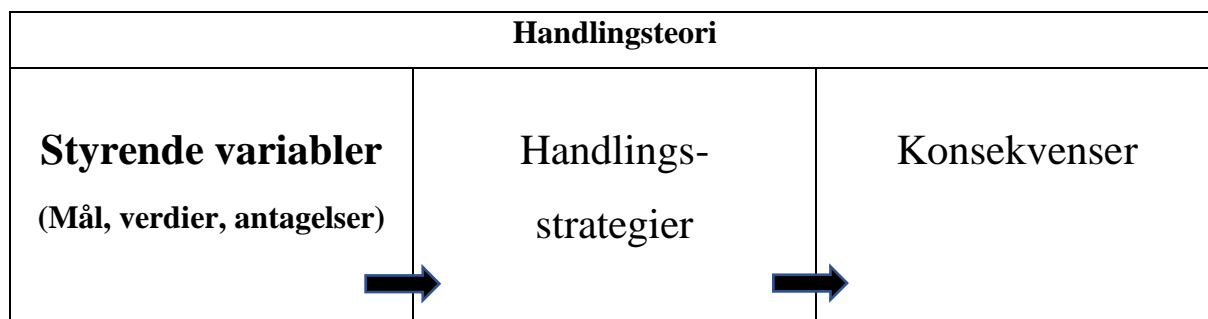 Handlingsteori
Styrende variabler
(Mål, verdier, antagelser)
Handlings-
strategier
Konsekvenser